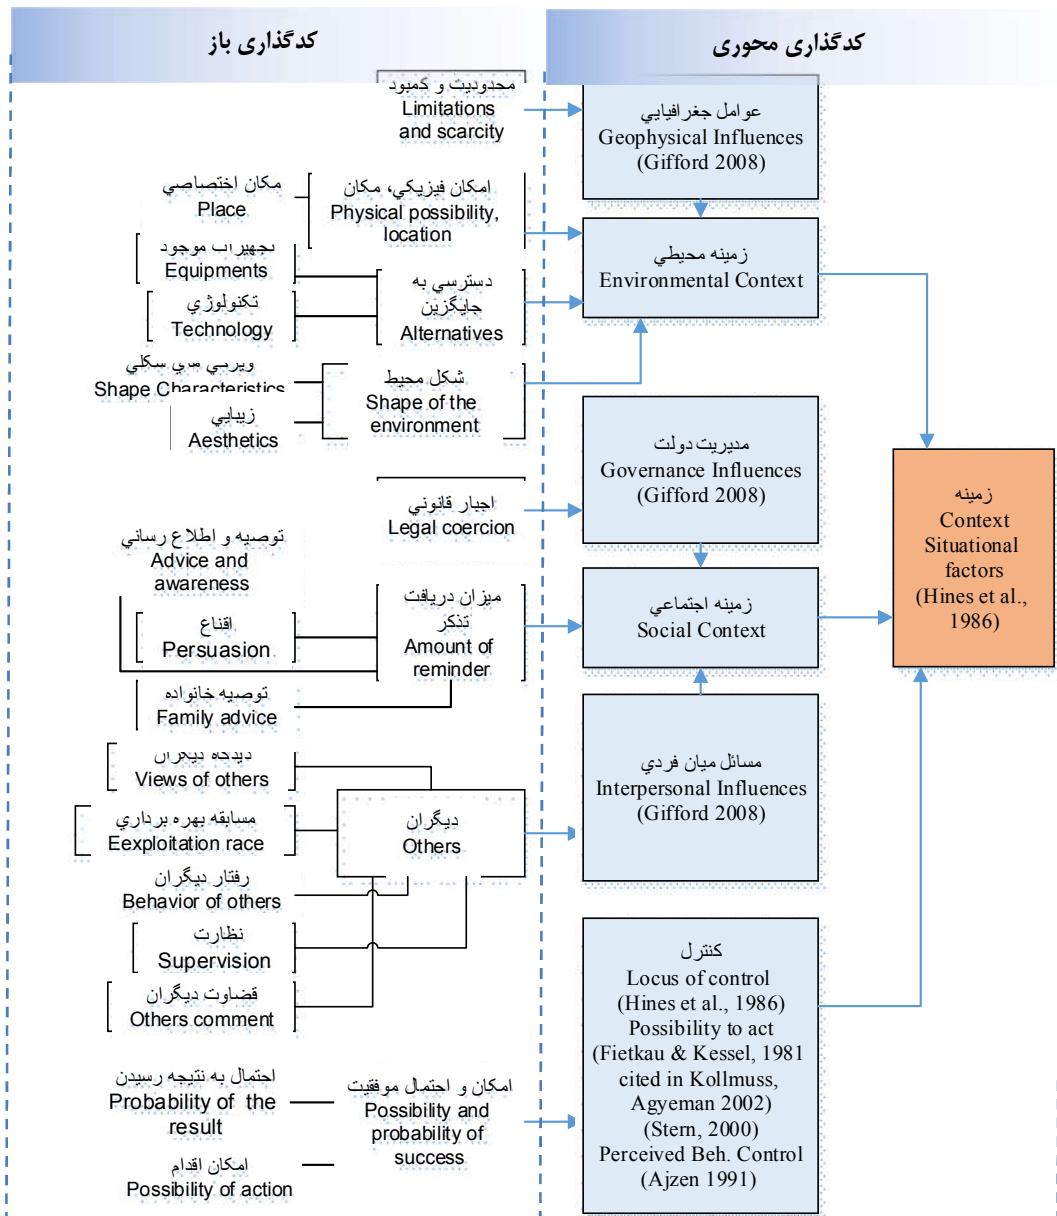 کدگذاری باز
کدگذاری محوری
محدوديت و کمبود
Limitations
and scarcity
عوامل جغرافيايي
Geophysical Influences
(Gifford 2008)
مکان اختصاصي
Place
امکان فيزيکي، مکان
Physical possibility,
location
تجهيزات موجود
Equipments
تکنولوژي
Technology
دسترسي به
جايگزين
Alternatives
زمينه محيطي
Environmental Context
Shape Characteristics
زيبايي
Aesthetics
شکل محيط
Shape of the
environment
مديريت دولت
Governance Influences
(Gifford 2008)
اجبار قانوني
Legal coercion
توصيه و اطلاع رساني
Advice and
awareness
اقناع
Persuasion
توصيه خانواده
Family advice
ميزان دريافت
تذکر
Amount of
reminder
زمينه اجتماعي
Social Context
زمينه
Context
Situational
factors
(Hines et al.,
1986)
ديدگاه ديگران
Views of others
مسابقه بهره برداري
Eexploitation race
رفتار ديگران
Behavior of others
نظارت
Supervision
قضاوت ديگران
Others comment
ديگران
Others
مسائل ميان فردي
Interpersonal Influences
(Gifford 2008)
احتمال به نتيجه رسيدن
Probability of the
result
امکان اقدام
Possibility of action
امکان و احتمال موفقيت
Possibility and
probability of
success
کنترل
Locus of control
(Hines et al., 1986)
Possibility to act
(Fietkau & Kessel, 1981
cited in Kollmuss,
Agyeman 2002)
(Stern, 2000)
Perceived Beh. Control
(Ajzen 1991)